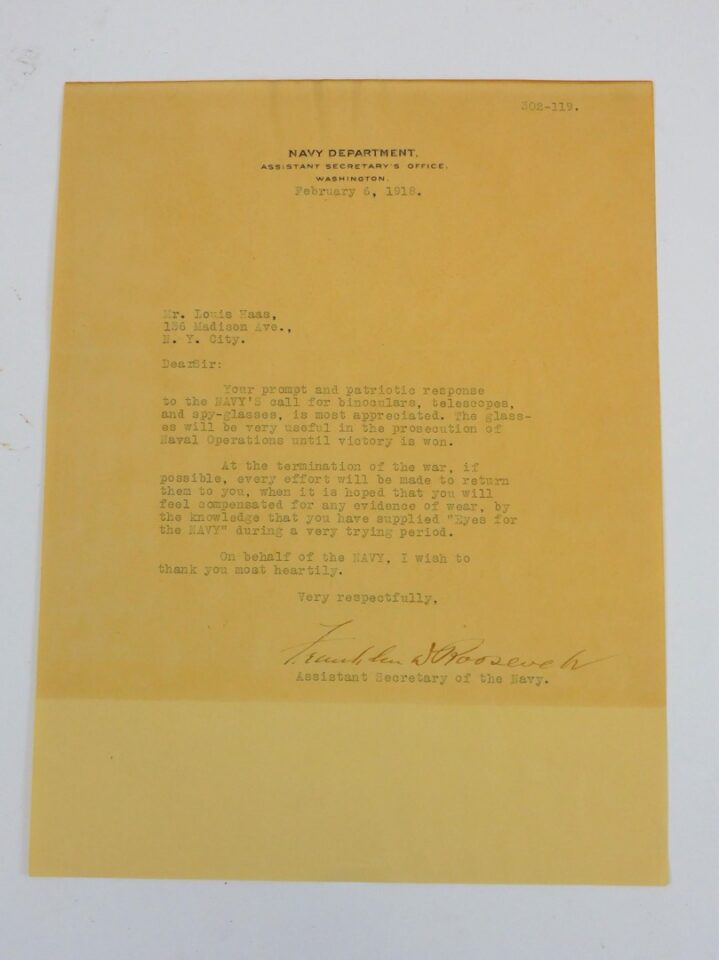 302-119.
NAVY DEPARTMENT,
ASSISTANT SECRETARY'S OFFICE,
WASHINGTON.
February 6, 1918.
Mr. Louis Haas,
136 Madison Ave.,
N. Y. City.
DearSir:
Your prompt and patriotic response
to the NAVY'S call for binoculars, telescopes,
and spy-glasses, is most appreciated. The glass-
es will be very useful in the prosecution of
Naval Operations until victory is won.
At the termination of the war, if
possible, every effort will be made to return
them to you, when it is hoped that you will
feel compensated for any evidence of wear, by
the knowledge that you have supplied "Eyes for
the NAVY" during a very trying period.
On behalf of the NAVY, I wish to
thank you most heartily.
Very respectfully,
Franklin D Roosevelt
Assistant Secretary of the Navy.